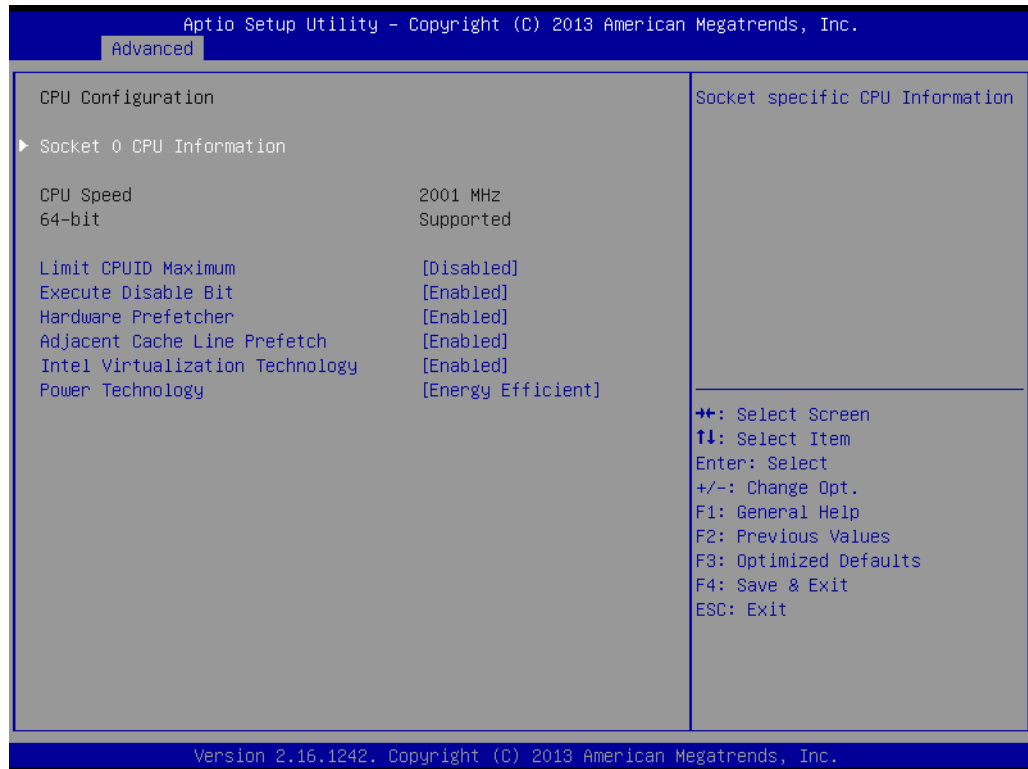 Aptio Setup Utility – Copyright (C) 2013 American Megatrends, Inc.
Advanced
CPU Configuration
Socket 0 CPU Information
CPU Speed 2001 MHz
64-bit Supported
Limit CPUID Maximum [Disabled]
Execute Disable Bit [Enabled]
Hardware Prefetcher [Enabled]
Adjacent Cache Line Prefetch [Enabled]
Intel Virtualization Technology [Enabled]
Power Technology [Energy Efficient]
Socket specific CPU Information
→←: Select Screen
↑↓: Select Item
Enter: Select
+/-: Change Opt.
F1: General Help
F2: Previous Values
F3: Optimized Defaults
F4: Save & Exit
ESC: Exit
Version 2.16.1242. Copyright (C) 2013 American Megatrends, Inc.